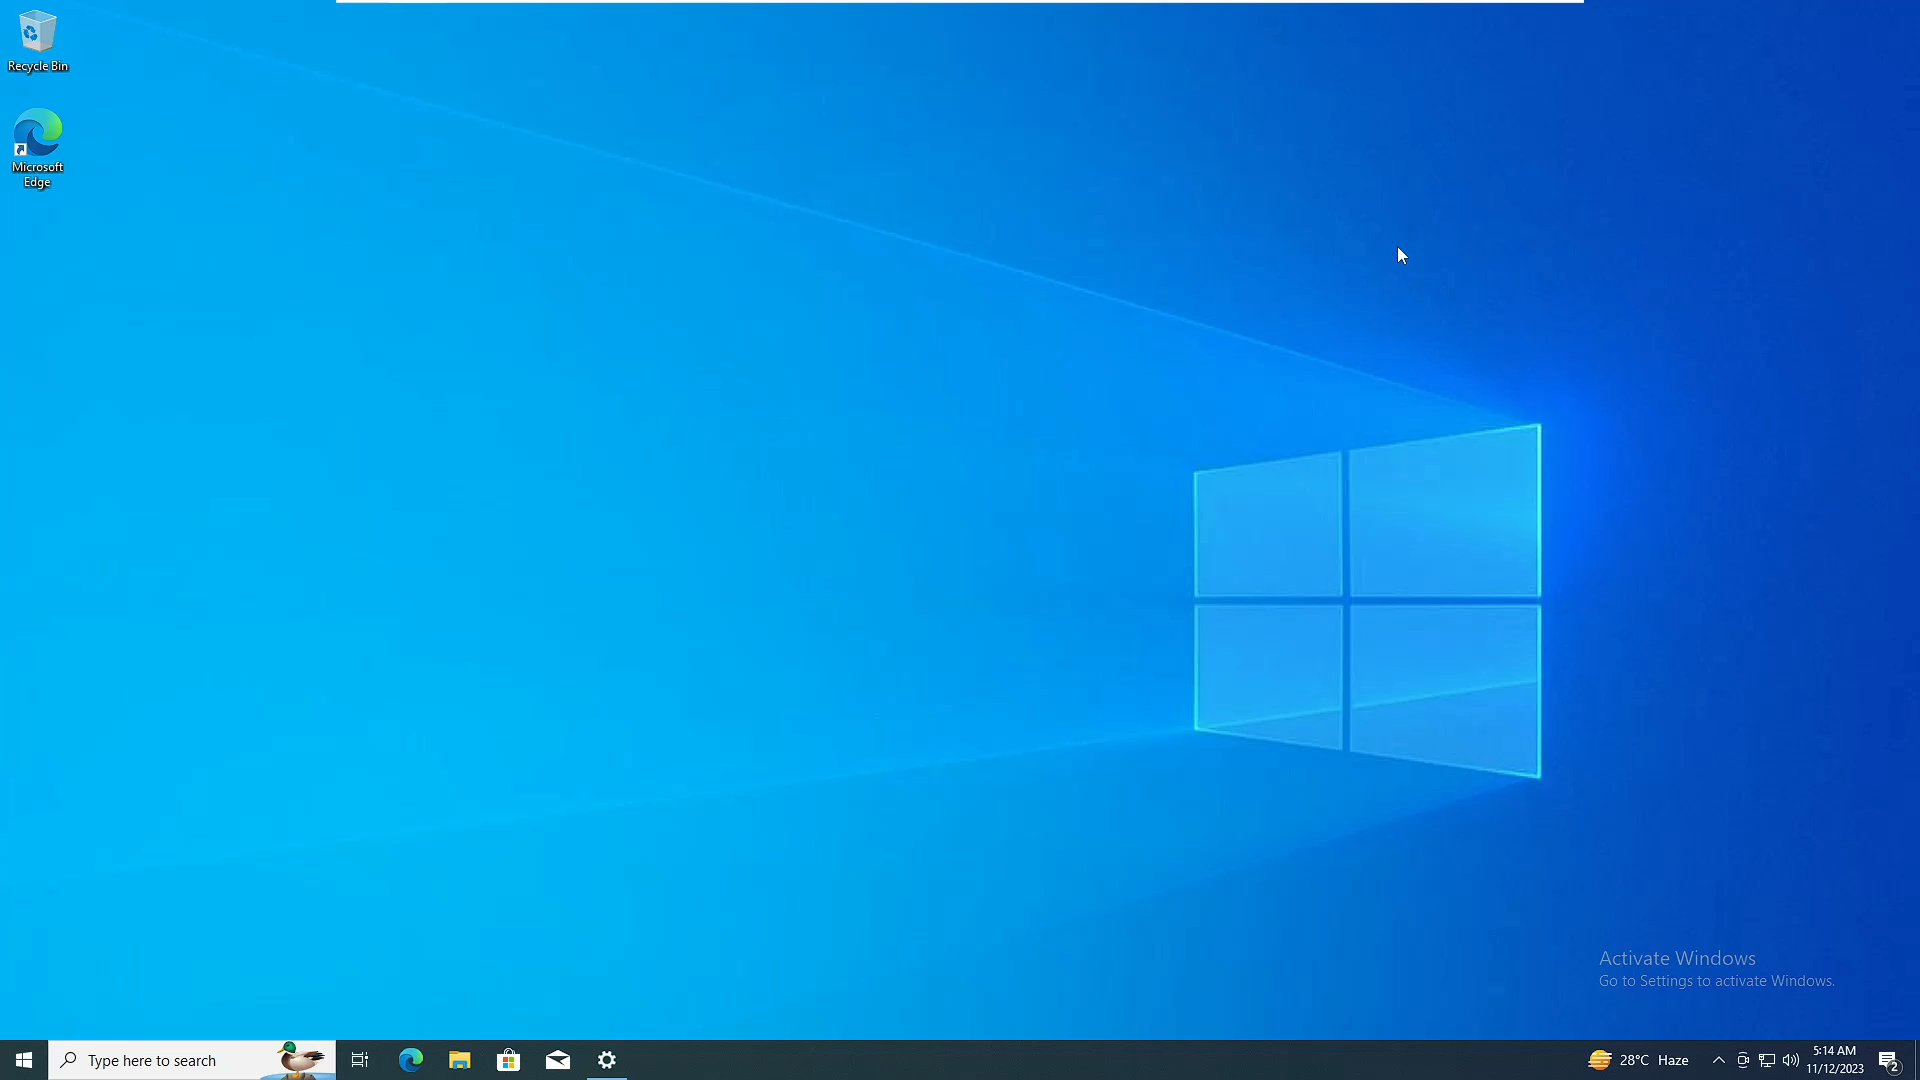 Recycle Bin
Microsoft
Edge
Activate Windows
Go to Settings to activate Windows.
Type here to search
28°C Haze
5:14 AM
11/12/2023
2